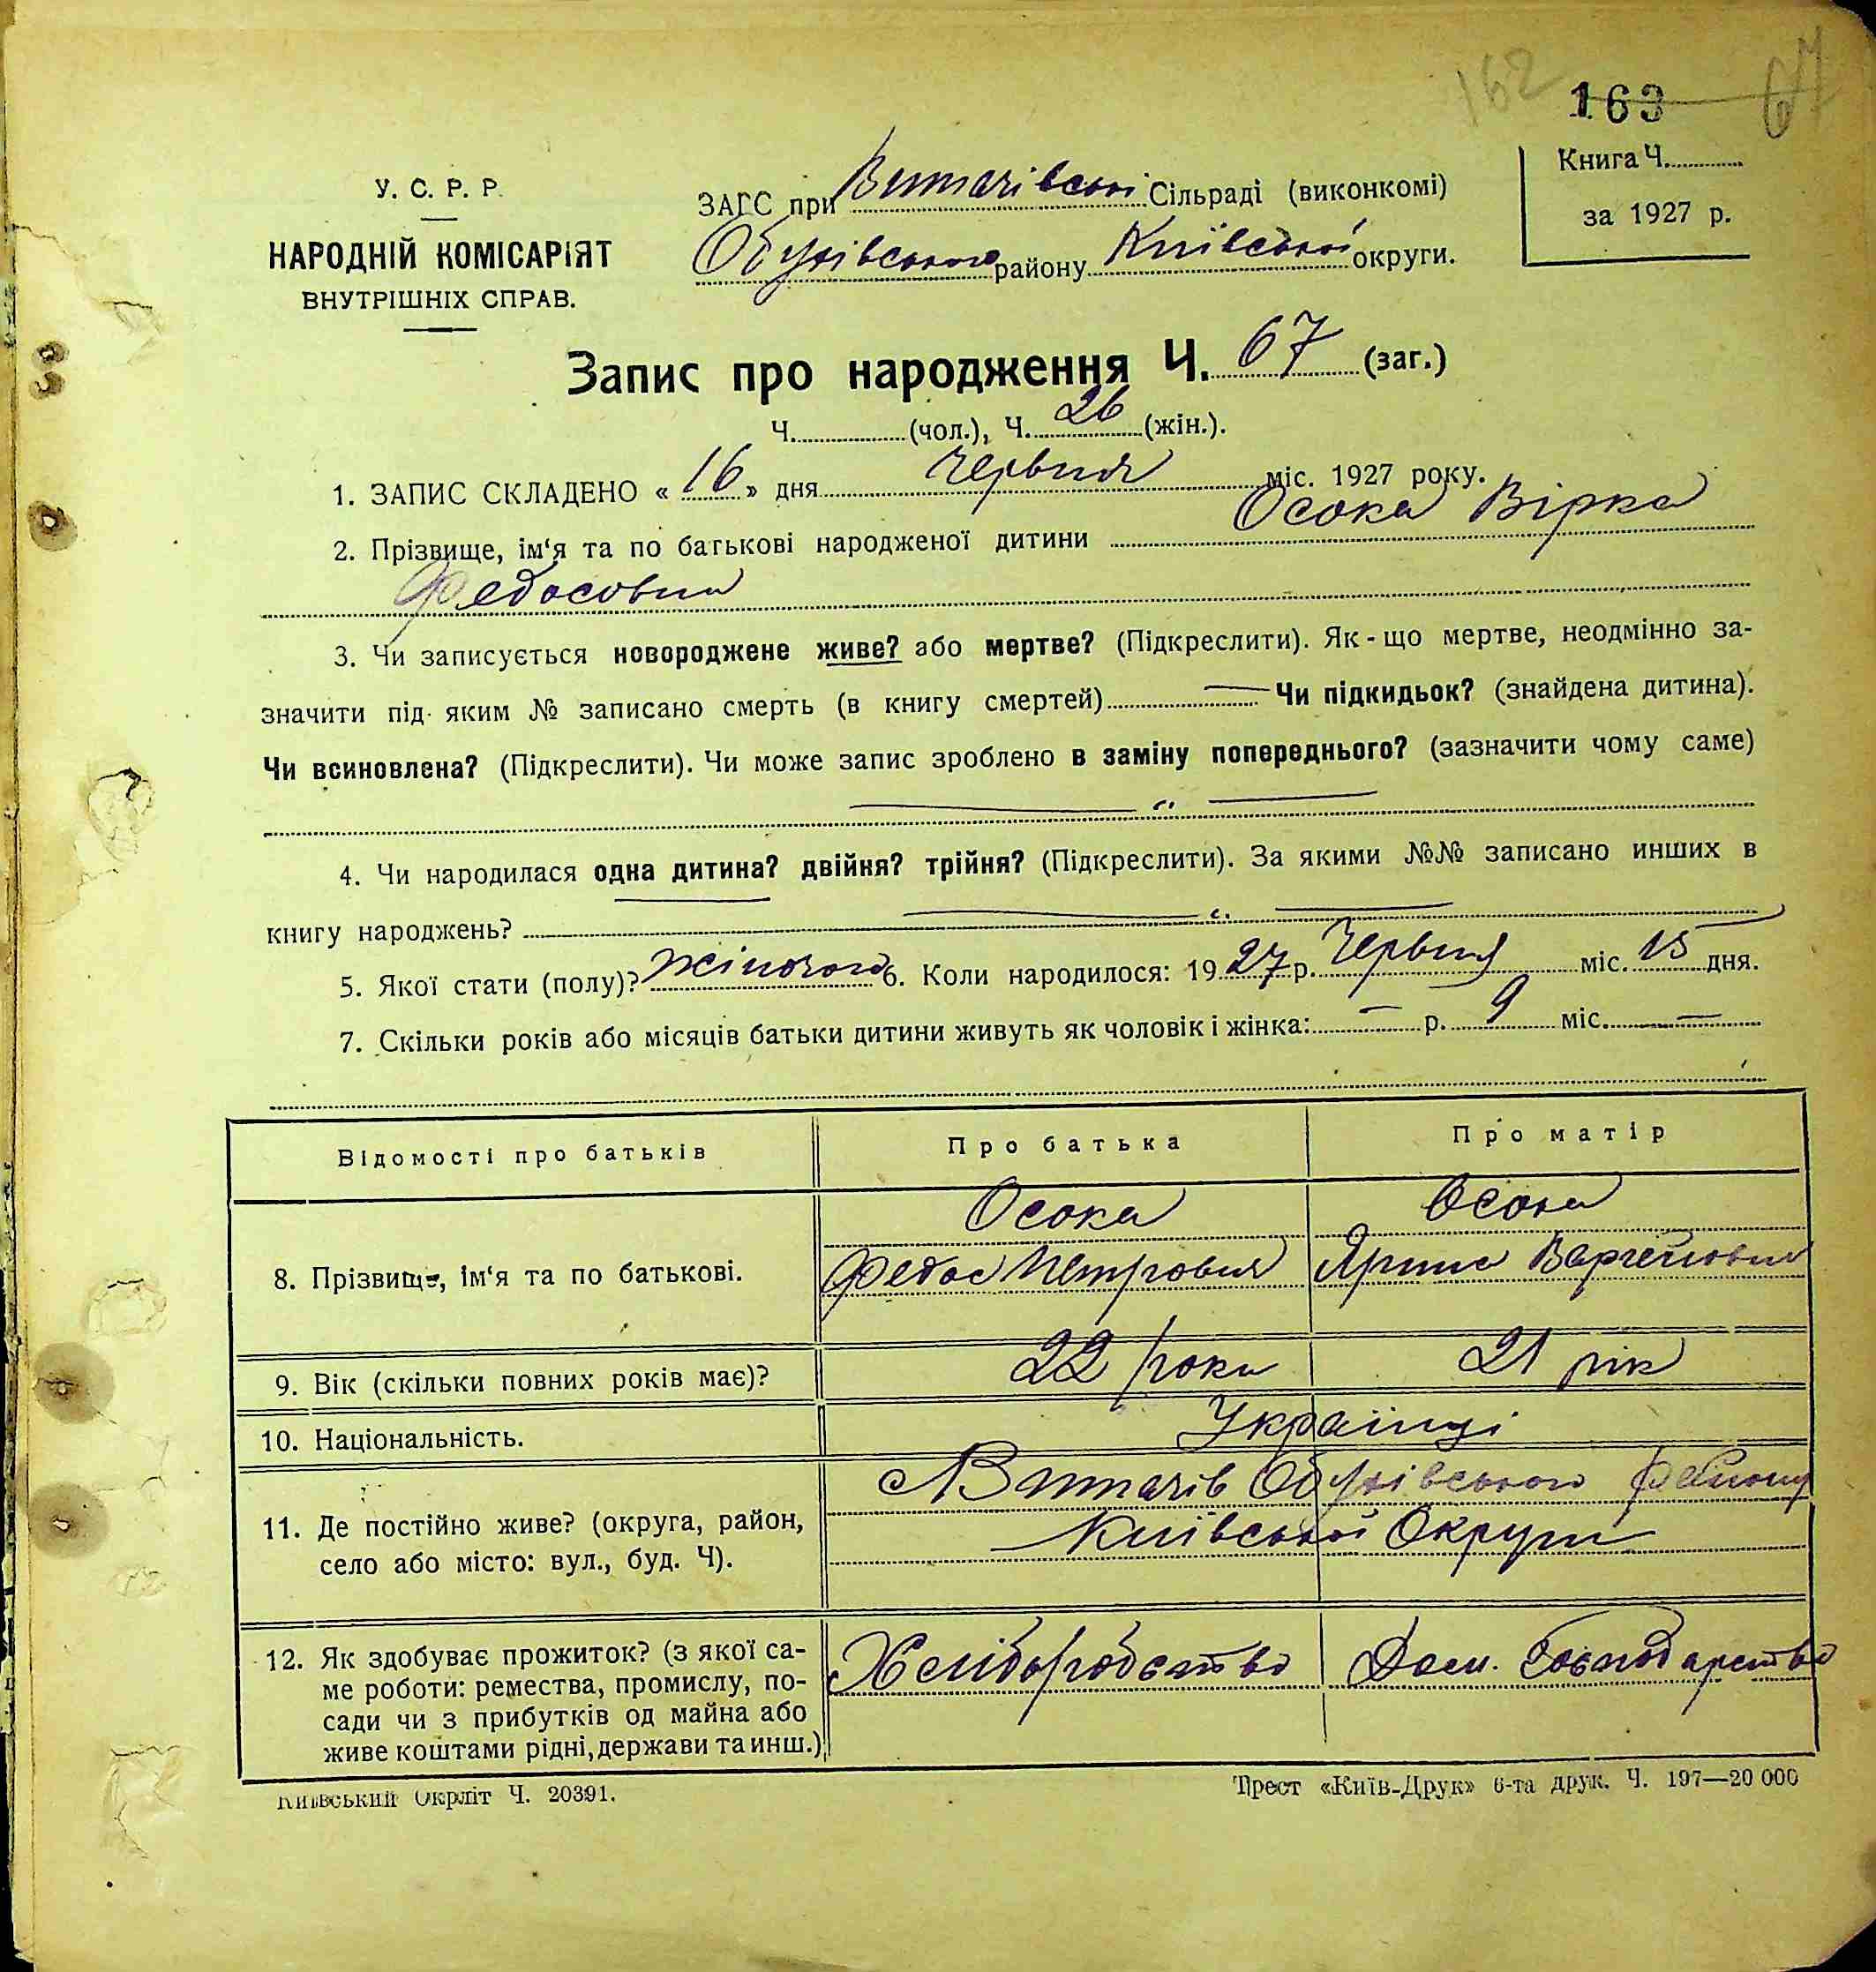 162
163
67
Книга Ч.
за 1927 р.
У. С. Р. Р.
НАРОДНІЙ КОМІСАРІЯТ
ВНУТРІШНІХ СПРАВ.
ЗАГС при Витачівські Сільраді (виконкомі)
Обухівського району Київської округи.
Запис про народження Ч. 67 (заг.)
Ч. (чол.), Ч. 26 (жін.).
1. ЗАПИС СКЛАДЕНО « 16 » дня Червня міс. 1927 року.
2. Прізвище, ім‘я та по батькові народженої дитини Осока Вірка
Федосовна
3. Чи записується новороджене живе? або мертве? (Підкреслити). Як-що мертве, неодмінно за-
значити під яким № записано смерть (в книгу смертей) — Чи підкидьок? (знайдена дитина).
Чи всиновлена? (Підкреслити). Чи може запис зроблено в заміну попереднього? (зазначити чому саме)
4. Чи народилася одна дитина? двійня? трійня? (Підкреслити). За якими №№ записано инших в
книгу народжень?
5. Якої стати (полу)? Жіночого 6. Коли народилося: 1927 р. Червня міс. 15 дня.
7. Скільки років або місяців батьки дитини живуть як чоловік і жінка: — р. 9 міс. —
Відомості про батьків Про батька Про матір
8. Прізвище, ім‘я та по батькові.
Осока
Федос Петрович
Осока
Ярина
9. Вік (скільки повних років має)? 22 роки 21 рік
10. Національність. Українці
11. Де постійно живе? (округа, район,
село або місто: вул., буд. Ч).
с Витачів Обухівського району
Київської Округи
12. Як здобуває прожиток? (з якої са-
ме роботи: ремества, промислу, по-
сади чи з прибутків од майна або
живе коштами рідні, держави та инш.)
Хліборобство
Дом. Господарство
Київський Окрліт Ч. 20391.
Трест «Київ-Друк» 6-та друк. Ч. 197—20 000